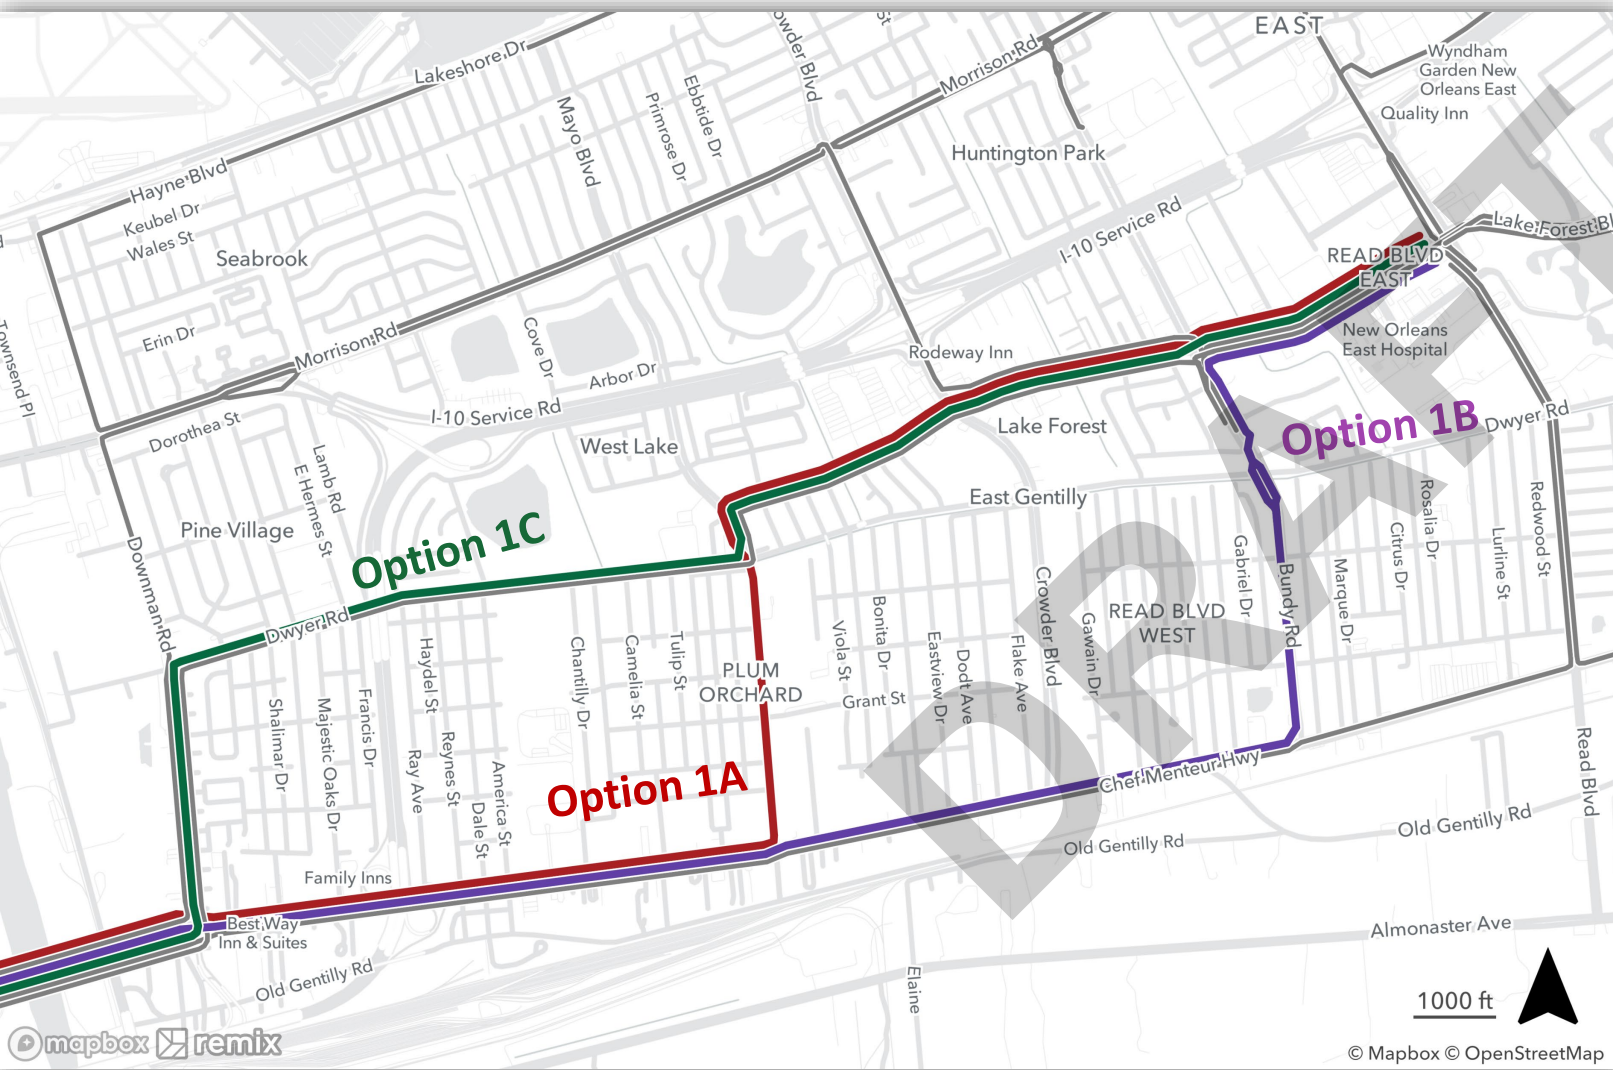 EAST
Wyndham
Garden New
Orleans East
Quality Inn
Lakeshore Dr
owder Blvd
St
Morrison Rd
Ebbtide Dr
Primrose Dr
Mayo Blvd
Huntington Park
Hayne Blvd
Keubel Dr
Wales St
Seabrook
I-10 Service Rd
Lake Forest Bl
READ BLVD
EAST
New Orleans
East Hospital
Erin Dr
Morrison Rd
Cove Dr
Arbor Dr
Rodeway Inn
Townsend Pl
I-10 Service Rd
Dorothea St
West Lake
Lake Forest
Option 1B
Dwyer Rd
Lamb Rd
E Hermes St
Pine Village
East Gentilly
Option 1C
Downman Rd
Rosalia Dr
Redwood St
Citrus Dr
Lurline St
Gabriel Dr
Bundy Rd
Marque Dr
Dwyer Rd
READ BLVD
WEST
Crowder Blvd
Gawain Dr
Viola St
Bonita Dr
Eastview Dr
Dodt Ave
Flake Ave
Haydel St
Chantilly Dr
Camelia St
Tulip St
PLUM
ORCHARD
Grant St
Shalimar Dr
Majestic Oaks Dr
Francis Dr
Ray Ave
Reynes St
Dale St
America St
Option 1A
Chef Menteur Hwy
Read Blvd
Old Gentilly Rd
Old Gentilly Rd
Family Inns
Best Way
Inn & Suites
Old Gentilly Rd
Almonaster Ave
Elaine
DRAFT
1000 ft
mapbox remix
© Mapbox © OpenStreetMap